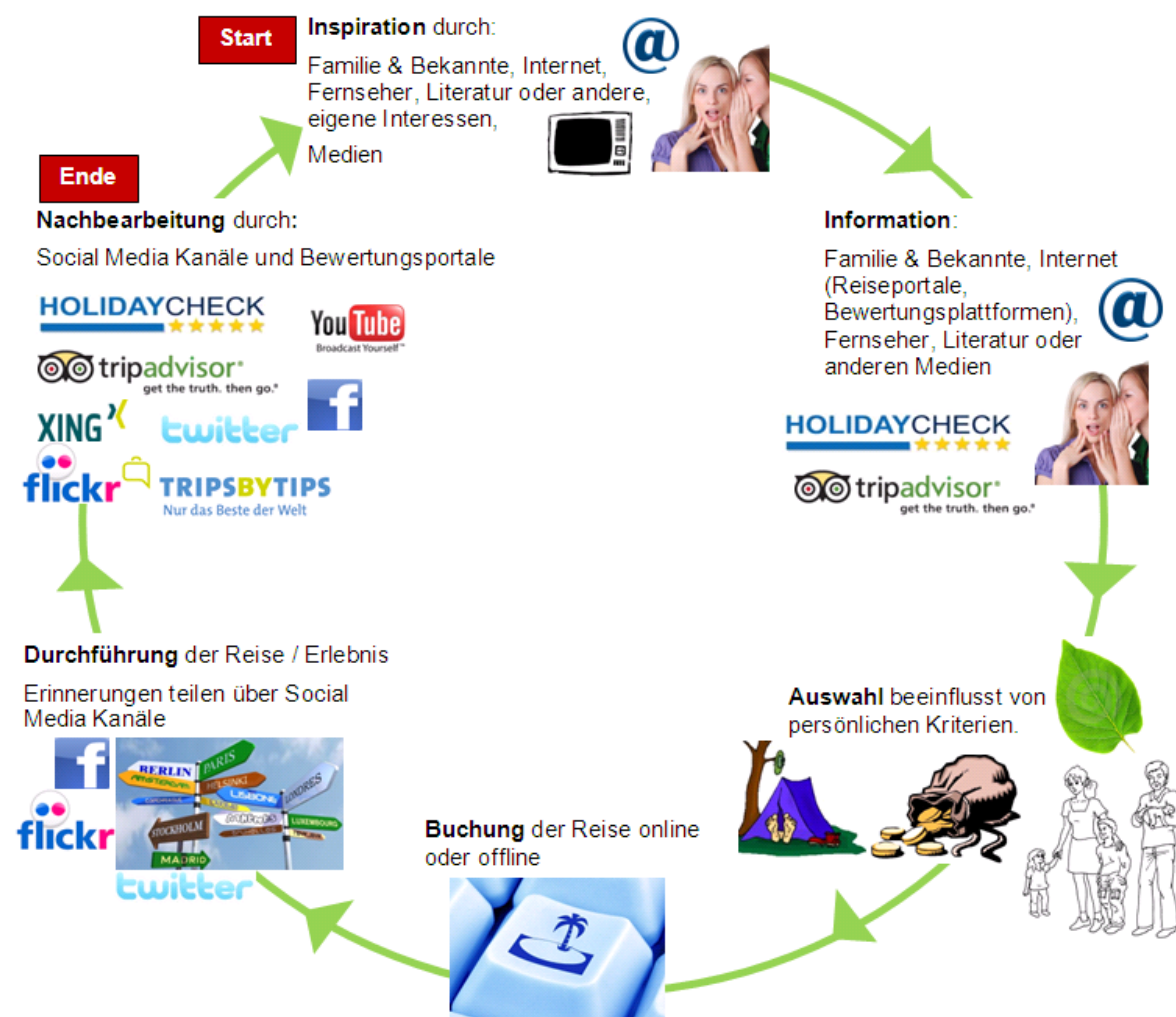 Start
Inspiration durch:
Familie & Bekannte, Internet,
Fernseher, Literatur oder andere,
eigene Interessen,
Medien
Information:
Familie & Bekannte, Internet
(Reiseportale,
Bewertungsplattformen),
Fernseher, Literatur oder
anderen Medien
HOLIDAYCHECK
tripadvisor®
get the truth. then go.®
Auswahl beeinflusst von
persönlichen Kriterien.
Buchung der Reise online
oder offline
Durchführung der Reise / Erlebnis
Erinnerungen teilen über Social
Media Kanäle
f
flickr
BERLIN
PARIS
AMSTERDAM
HELSINKI
LISBONE
LONDRES
ATHENES
STOCKHOLM
LUXEMBOURG
MADRID
twitter
Ende
Nachbearbeitung durch:
Social Media Kanäle und Bewertungsportale
HOLIDAYCHECK
YouTube
Broadcast Yourself™
tripadvisor®
get the truth. then go.®
f
XING
twitter
flickr
TRIPSBYTIPS
Nur das Beste der Welt